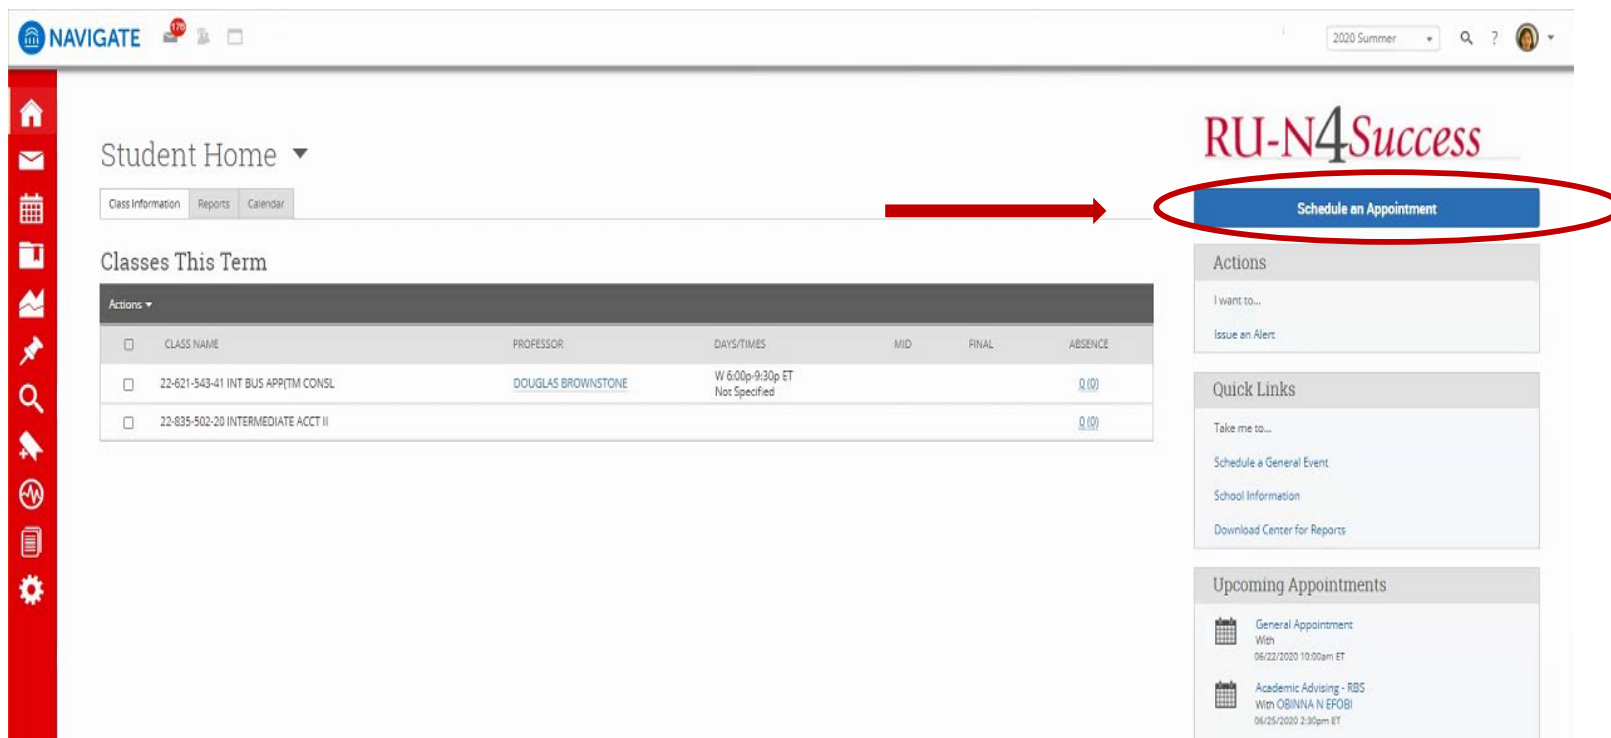 NAVIGATE
176
2020 Summer
?
RU-N4Success
Student Home
Class Information Reports Calendar
Schedule an Appointment
Classes This Term
Actions
CLASS NAME PROFESSOR DAYS/TIMES MID FINAL ABSENCE
22-621-543-41 INT BUS APP(TM CONSL DOUGLAS BROWNSTONE W 6:00p-9:30p ET 0 (0)
Not Specified
22-835-502-20 INTERMEDIATE ACCT II 0 (0)
Actions
I want to...
Issue an Alert
Quick Links
Take me to...
Schedule a General Event
School Information
Download Center for Reports
Upcoming Appointments
General Appointment
With
06/22/2020 10:00am ET
Academic Advising - RBS
With OBINNA N EFOBI
06/25/2020 2:30pm ET